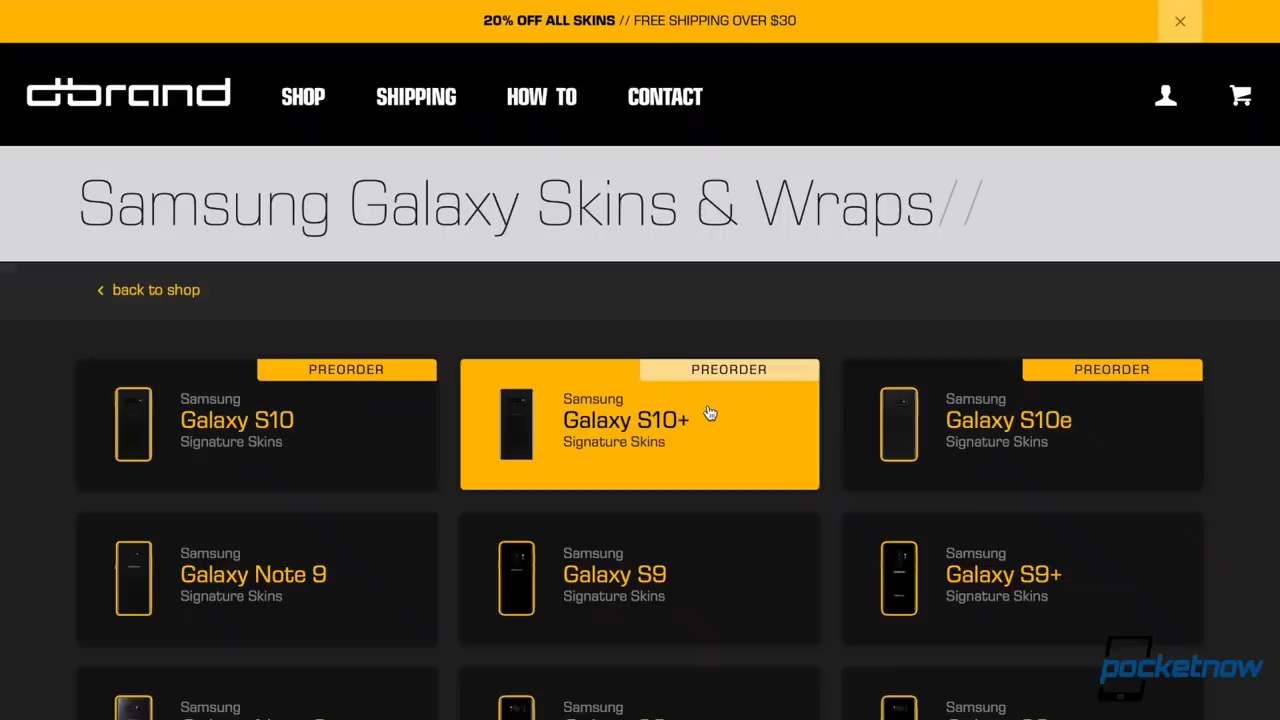 20% OFF ALL SKINS // FREE SHIPPING OVER $30
dbrand SHOP SHIPPING HOW TO CONTACT
Samsung Galaxy Skins & Wraps//
back to shop
PREORDER
Samsung
Galaxy S10
Signature Skins
PREORDER
Samsung
Galaxy S10+
Signature Skins
PREORDER
Samsung
Galaxy S10e
Signature Skins
Samsung
Galaxy Note 9
Signature Skins
Samsung
Galaxy S9
Signature Skins
Samsung
Galaxy S9+
Signature Skins
pocketnow
Samsung
Samsung
Samsung